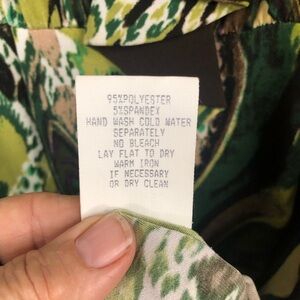 95%POLYESTER
5%SPANDEX
HAND WASH COLD WATER
SEPARATELY
NO BLEACH
LAY FLAT TO DRY
WARM IRON
IF NECESSARY
OR DRY CLEAN